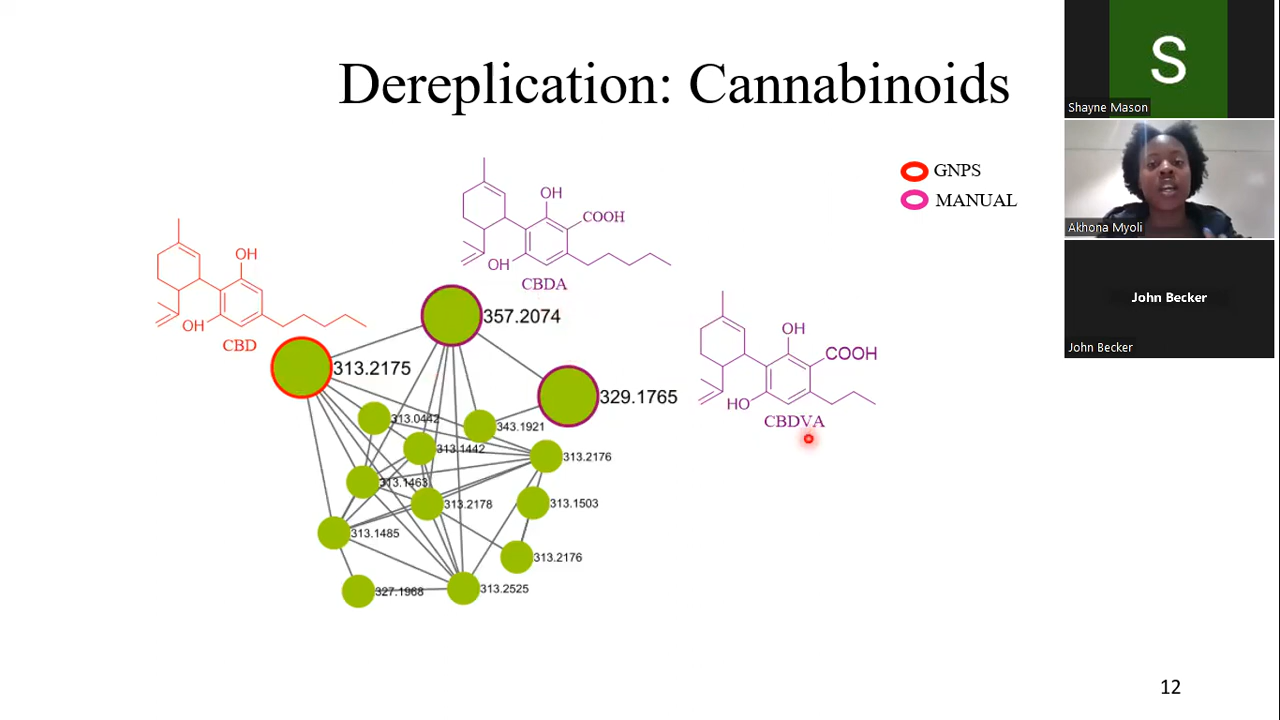 Dereplication: Cannabinoids
S
Shayne Mason
GNPS
MANUAL
Akhona Myoli
OH
COOH
OH
CBDA
OH
OH
CBD
357.2074
313.2175
329.1765
OH
COOH
HO
CBDVA
John Becker
John Becker
313.0442
343.1921
313.1442
313.2176
313.1463
313.2178
313.1503
313.1485
313.2176
327.1968
313.2525
12